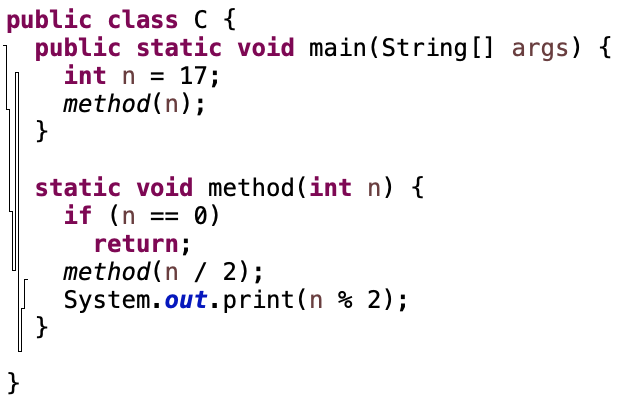 public class C {
public static void main(String[] args) {
int n = 17;
method(n);
}
static void method(int n) {
if (n == 0)
return;
method(n / 2);
System.out.print(n % 2);
}
}